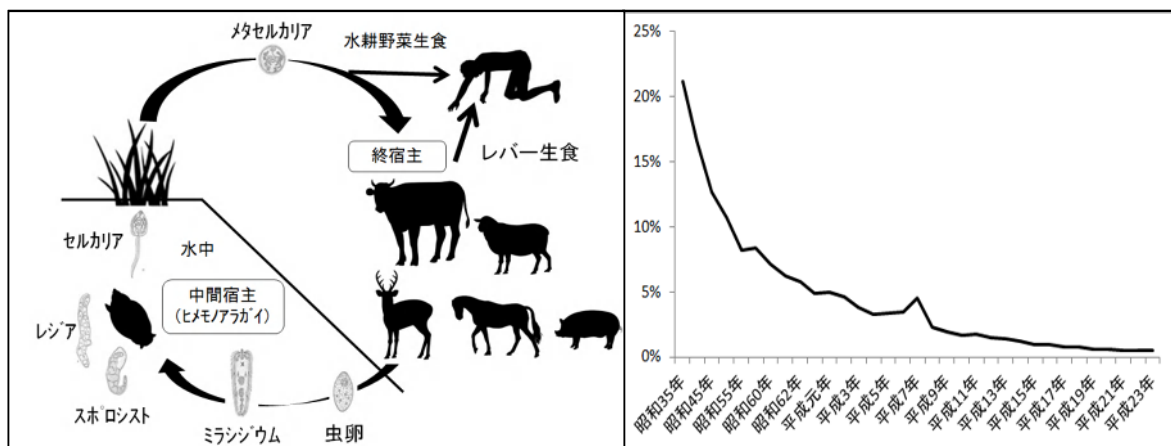 メタセルカリア
水耕野菜生食
終宿主
レバー生食
セルカリア
水中
中間宿主
(ヒメモノアラガイ)
レジア
スポロシスト
ミラシジウム
虫卵
25%
20%
15%
10%
5%
0%
昭和35年
昭和45年
昭和55年
昭和60年
昭和62年
平成元年
平成3年
平成5年
平成7年
平成9年
平成11年
平成13年
平成15年
平成17年
平成19年
平成21年
平成23年